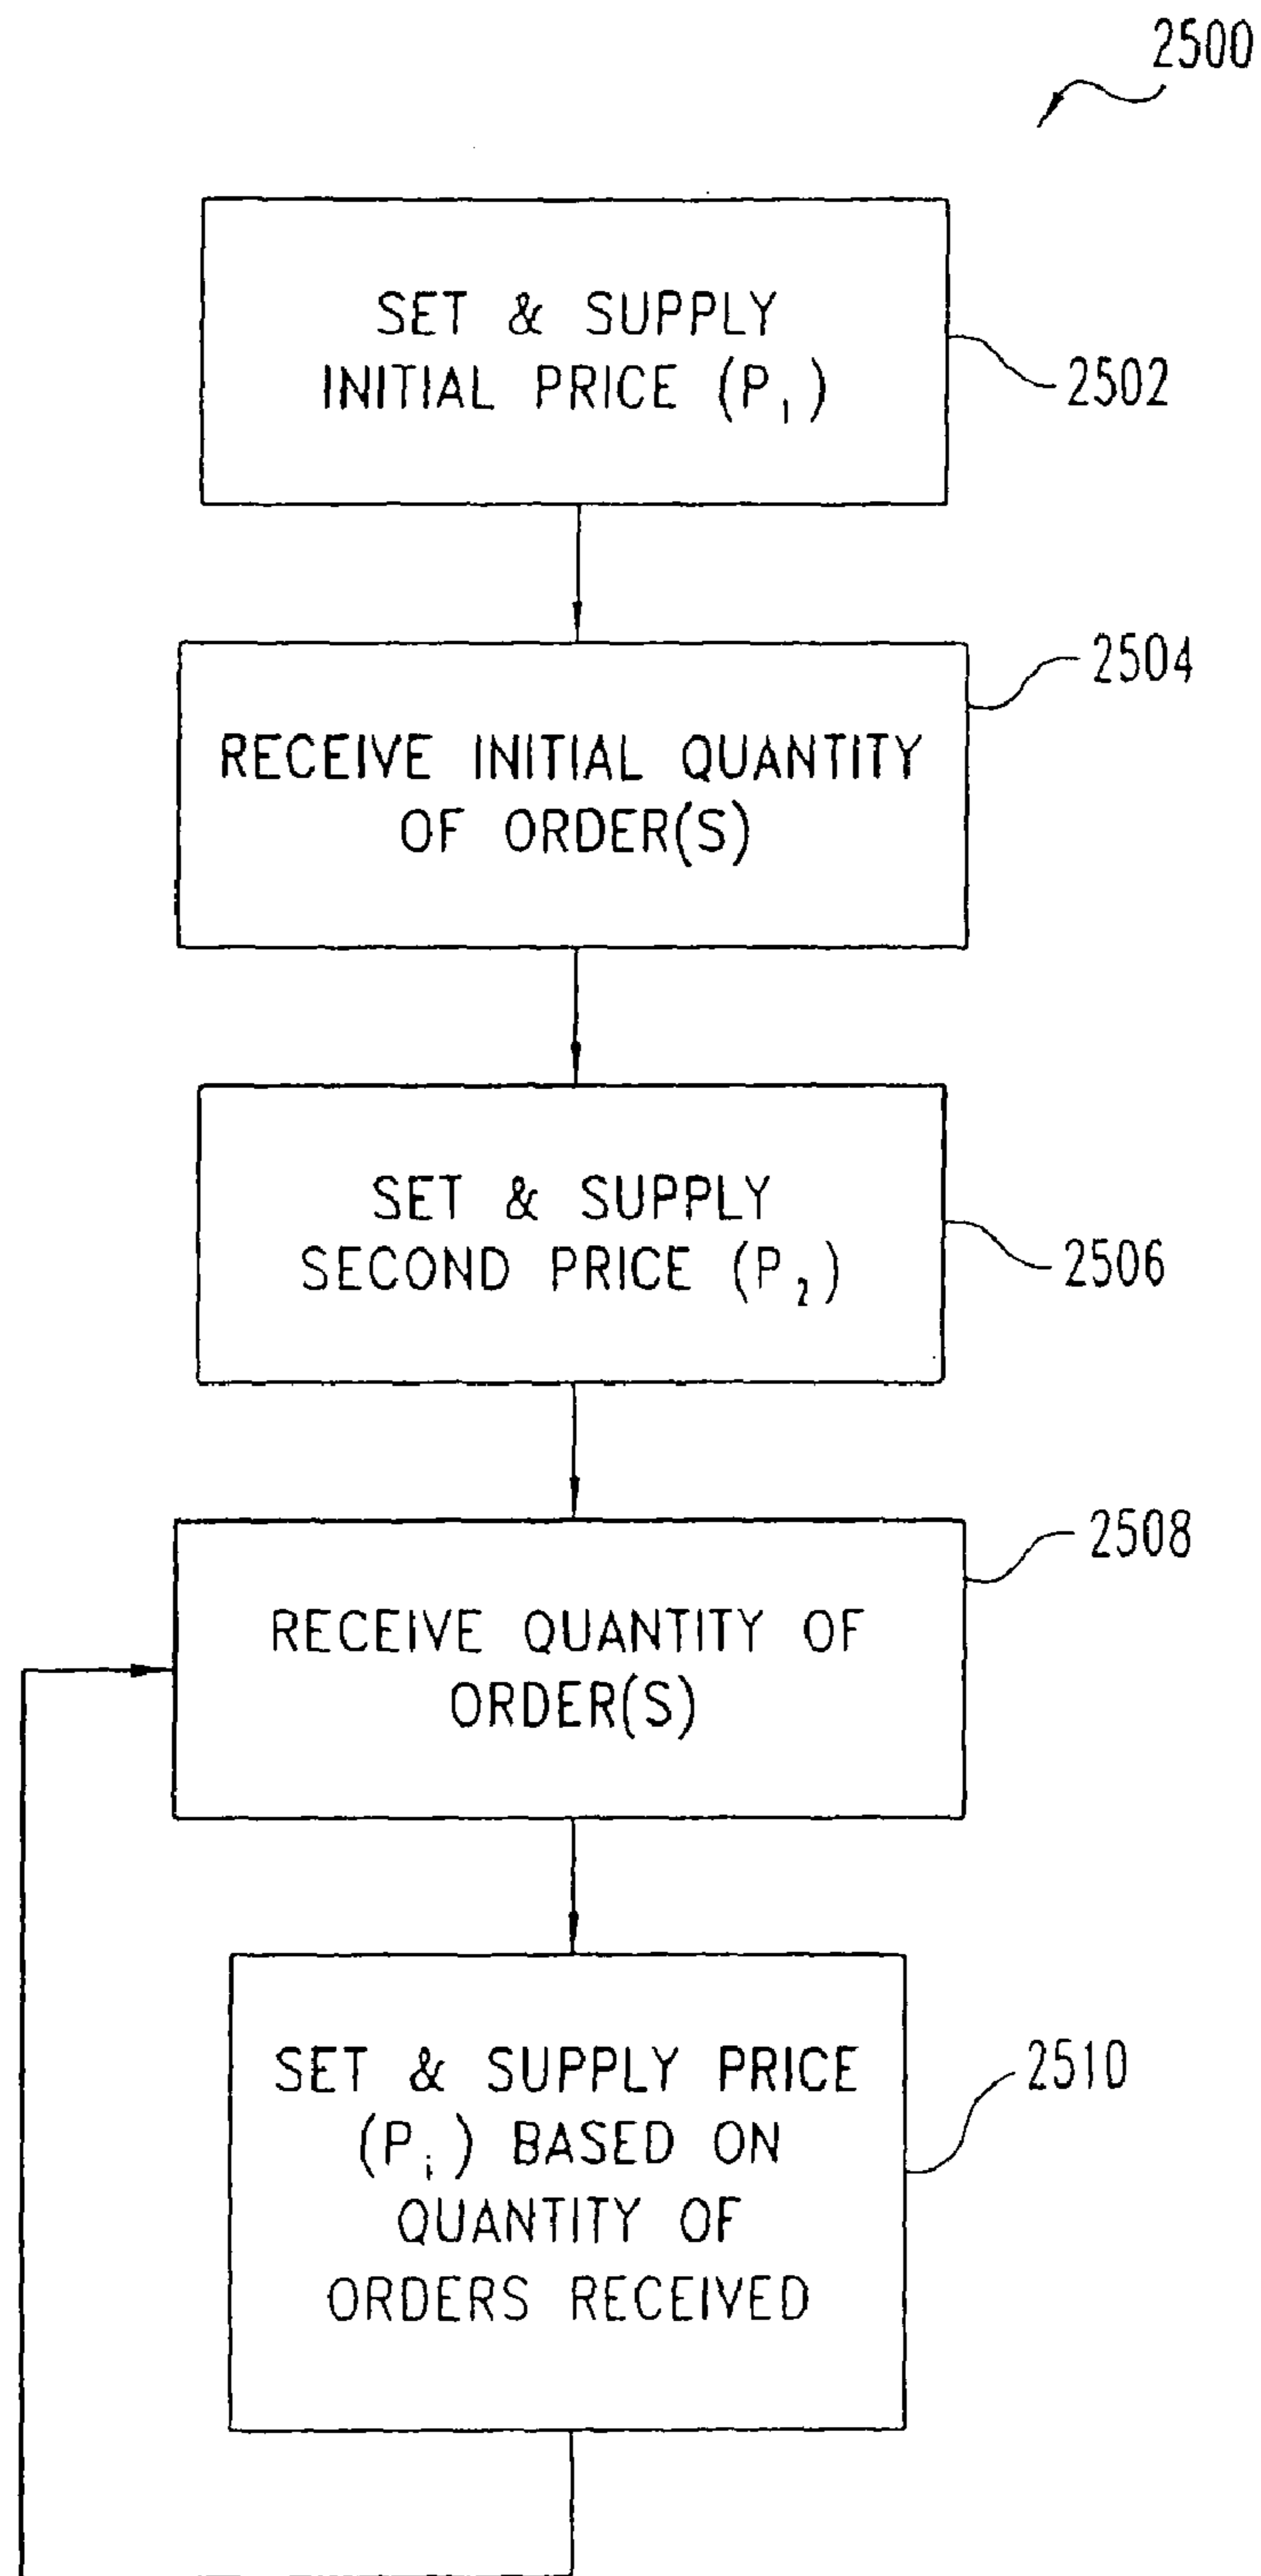 2500
SET & SUPPLY
INITIAL PRICE (P₁)
2502
2504
RECEIVE INITIAL QUANTITY
OF ORDER(S)
SET & SUPPLY
SECOND PRICE (P₂)
2506
2508
RECEIVE QUANTITY OF
ORDER(S)
SET & SUPPLY PRICE
(Pᵢ) BASED ON
QUANTITY OF
ORDERS RECEIVED
2510